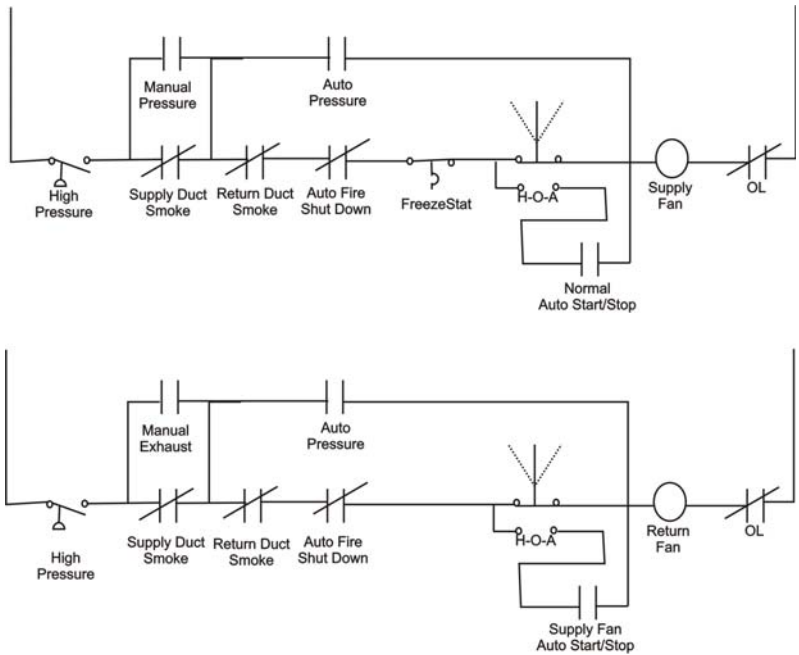 Manual
Pressure
Auto
Pressure
High
Pressure
Supply Duct
Smoke
Return Duct
Smoke
Auto Fire
Shut Down
FreezeStat
H-O-A
Supply
Fan
OL
Normal
Auto Start/Stop
Manual
Exhaust
Auto
Pressure
High
Pressure
Supply Duct
Smoke
Return Duct
Smoke
Auto Fire
Shut Down
H-O-A
Return
Fan
OL
Supply Fan
Auto Start/Stop